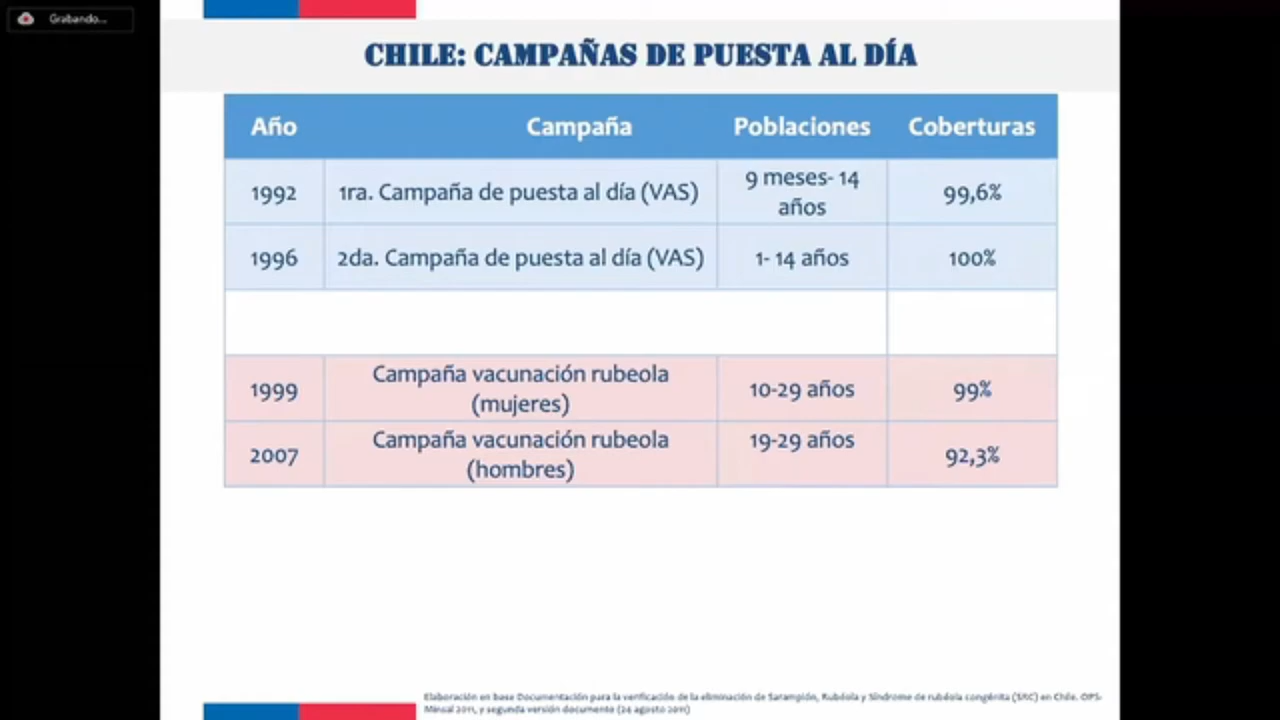 Grabando...
CHILE: CAMPAÑAS DE PUESTA AL DÍA
Año Campaña Poblaciones Coberturas
1992 1ra. Campaña de puesta al día (VAS) 9 meses- 14 años 99,6%
1996 2da. Campaña de puesta al día (VAS) 1- 14 años 100%
1999 Campaña vacunación rubeola (mujeres) 10-29 años 99%
2007 Campaña vacunación rubeola (hombres) 19-29 años 92,3%
Elaboración en base Documentación para la verificación de la eliminación de Sarampión, Rubéola y Síndrome de rubéola congénita (SRC) en Chile. OPS-
Minsal 2011, y segunda versión documento (24 agosto 2011)